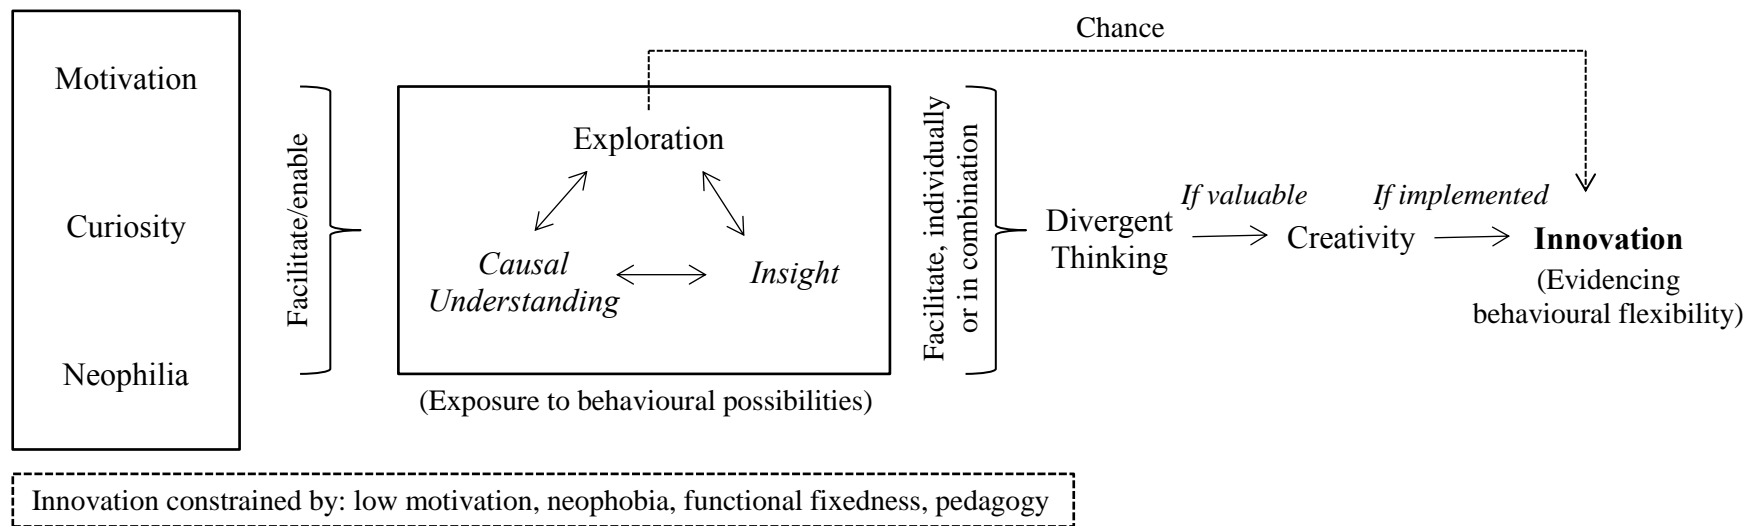 Motivation
Curiosity
Neophilia
Facilitate/enable
Exploration
Causal
Understanding
Insight
(Exposure to behavioural possibilities)
Facilitate, individually
or in combination
Chance
Divergent
Thinking
If valuable
Creativity
If implemented
Innovation
(Evidencing
behavioural flexibility)
Innovation constrained by: low motivation, neophobia, functional fixedness, pedagogy